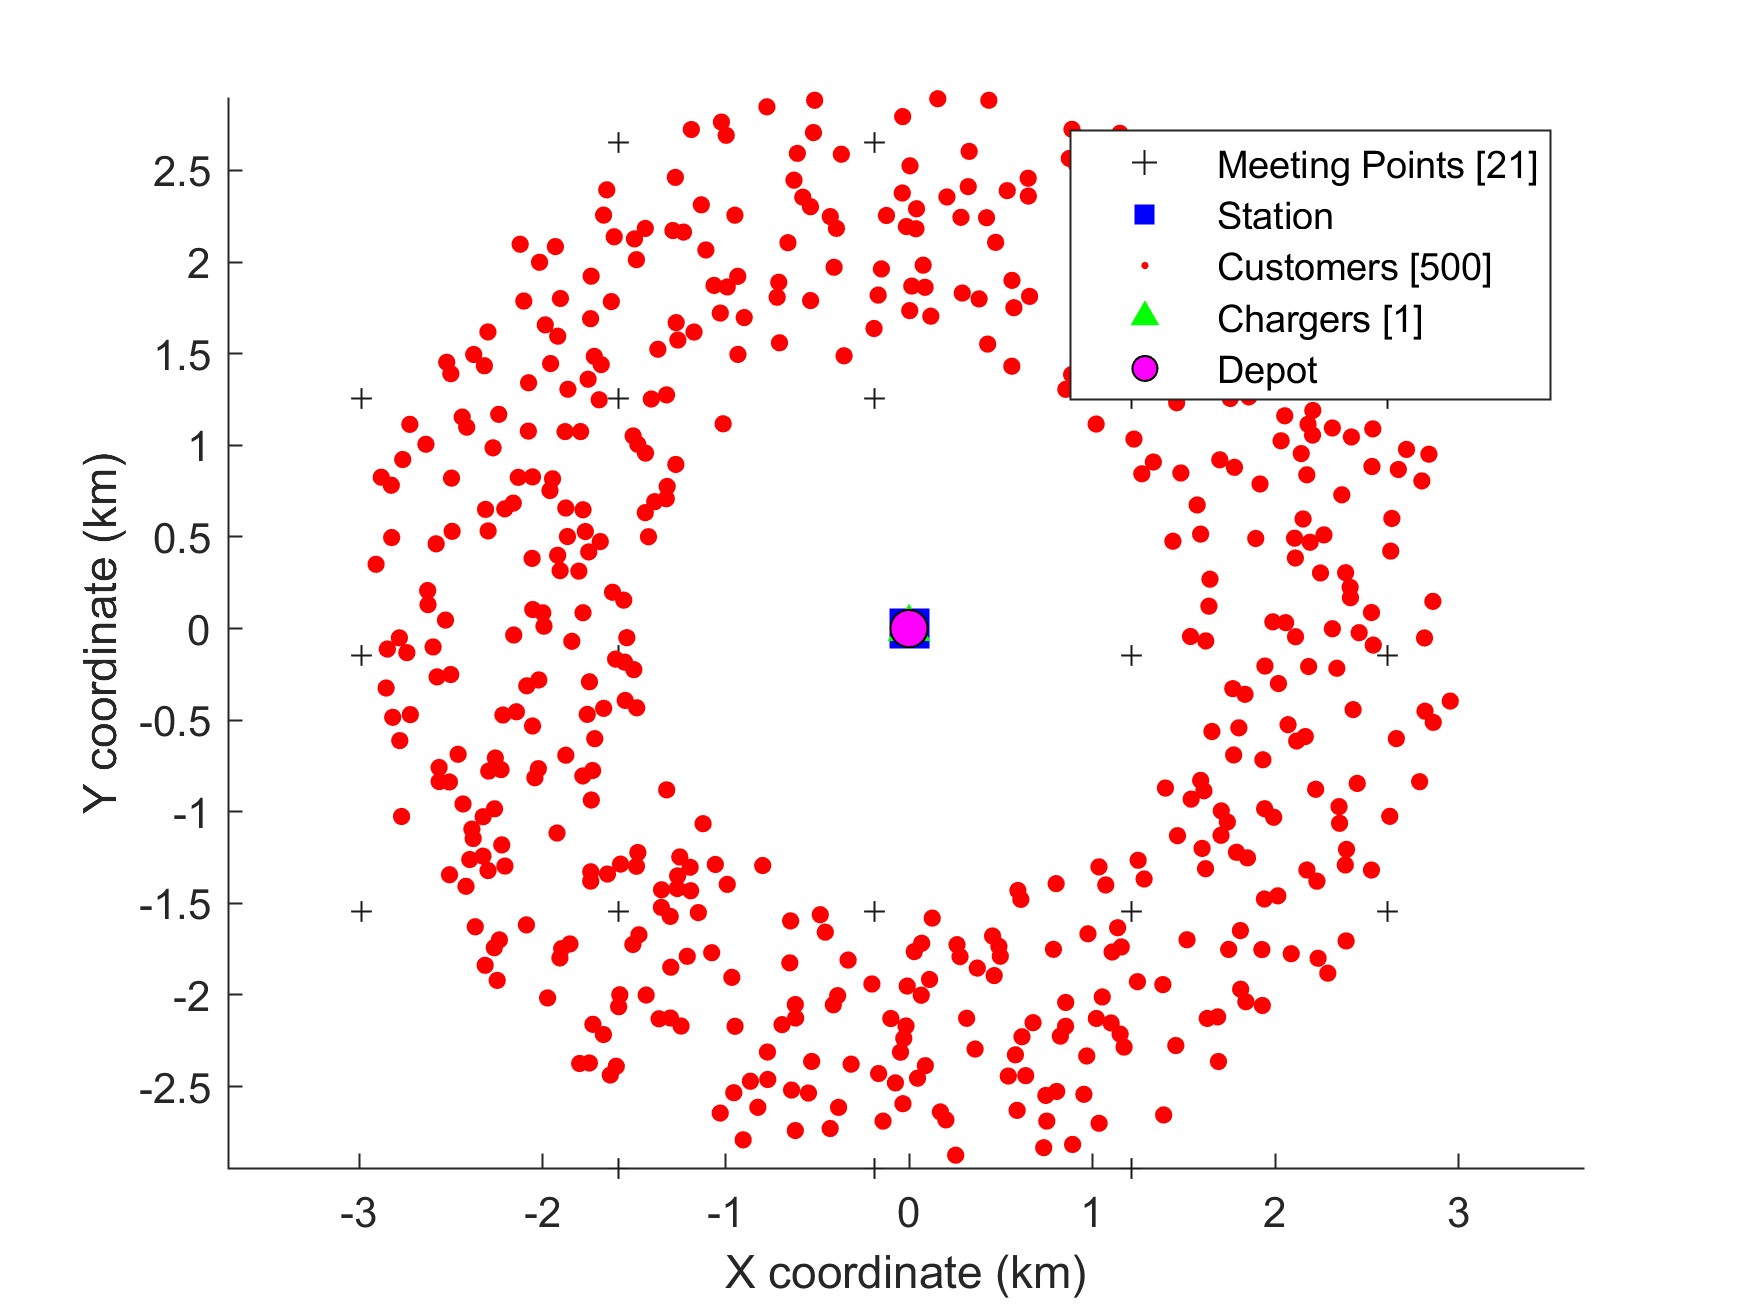 2.5
2
1.5
1
0.5
0
-0.5
-1
-1.5
-2
-2.5
Y coordinate (km)
Meeting Points [21]
Station
Customers [500]
Chargers [1]
Depot
-3 -2 -1 0 1 2 3
X coordinate (km)